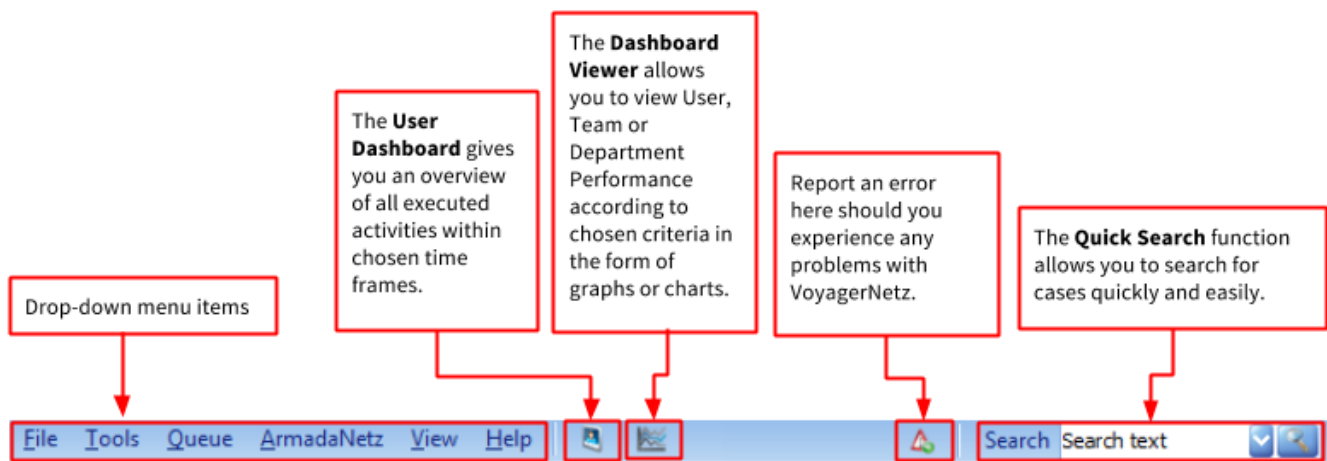 The Dashboard
Viewer allows
you to view User,
Team or
Department
Performance
according to
chosen criteria in
the form of
graphs or charts.
The User
Dashboard gives
you an overview
of all executed
activities within
chosen time
frames.
Report an error
here should you
experience any
problems with
VoyagerNetz.
The Quick Search function
allows you to search for
cases quickly and easily.
Drop-down menu items
File Tools Queue ArmadaNetz View Help Search Search text